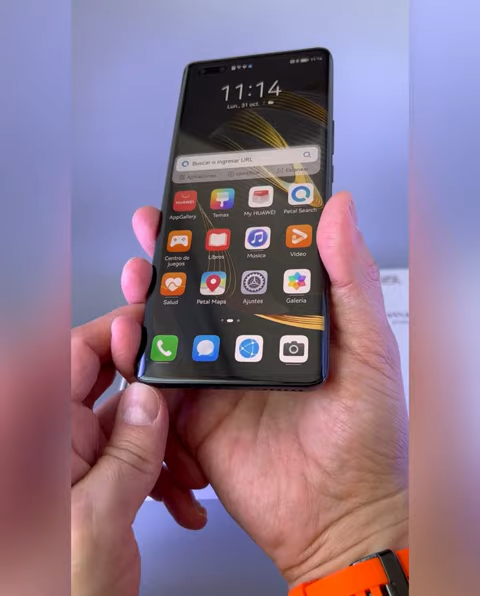 11:14
Lun., 31 oct.
Buscar o ingresar URL
HUAWEI
AppGallery
Temas
My HUAWEI
Petal Search
Centro de juegos
Libros
Música
Video
Salud
Petal Maps
Ajustes
Galería